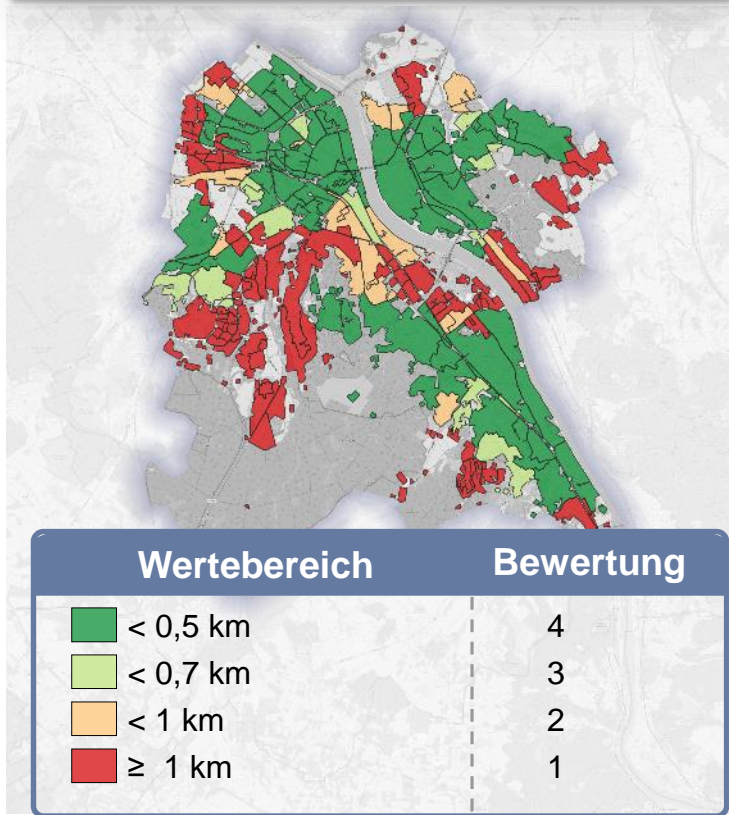 Wertebereich Bewertung
< 0,5 km 4
< 0,7 km 3
< 1 km 2
≥ 1 km 1